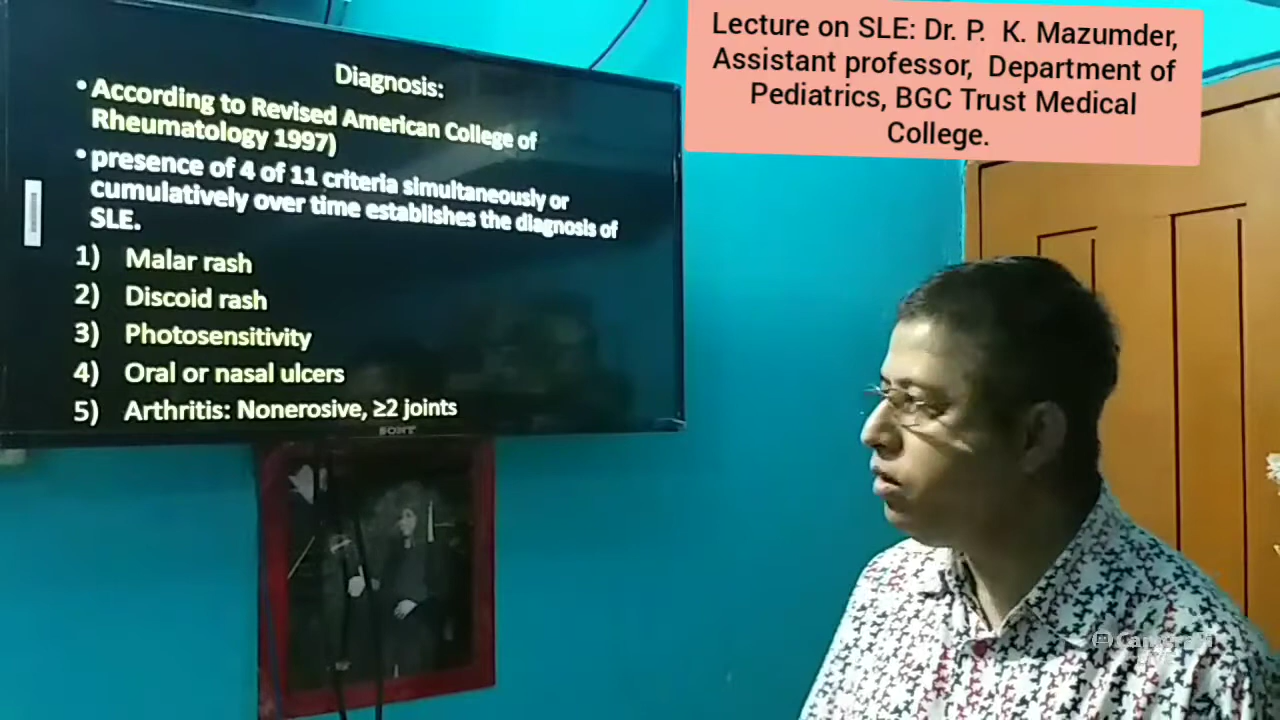 Lecture on SLE: Dr. P. K. Mazumder,
Assistant professor, Department of
Pediatrics, BGC Trust Medical
College.
Diagnosis:
• According to Revised American College of
Rheumatology 1997)
• presence of 4 of 11 criteria simultaneously or
cumulatively over time establishes the diagnosis of
SLE.
1) Malar rash
2) Discoid rash
3) Photosensitivity
4) Oral or nasal ulcers
5) Arthritis: Nonerosive, ≥2 joints
SONY